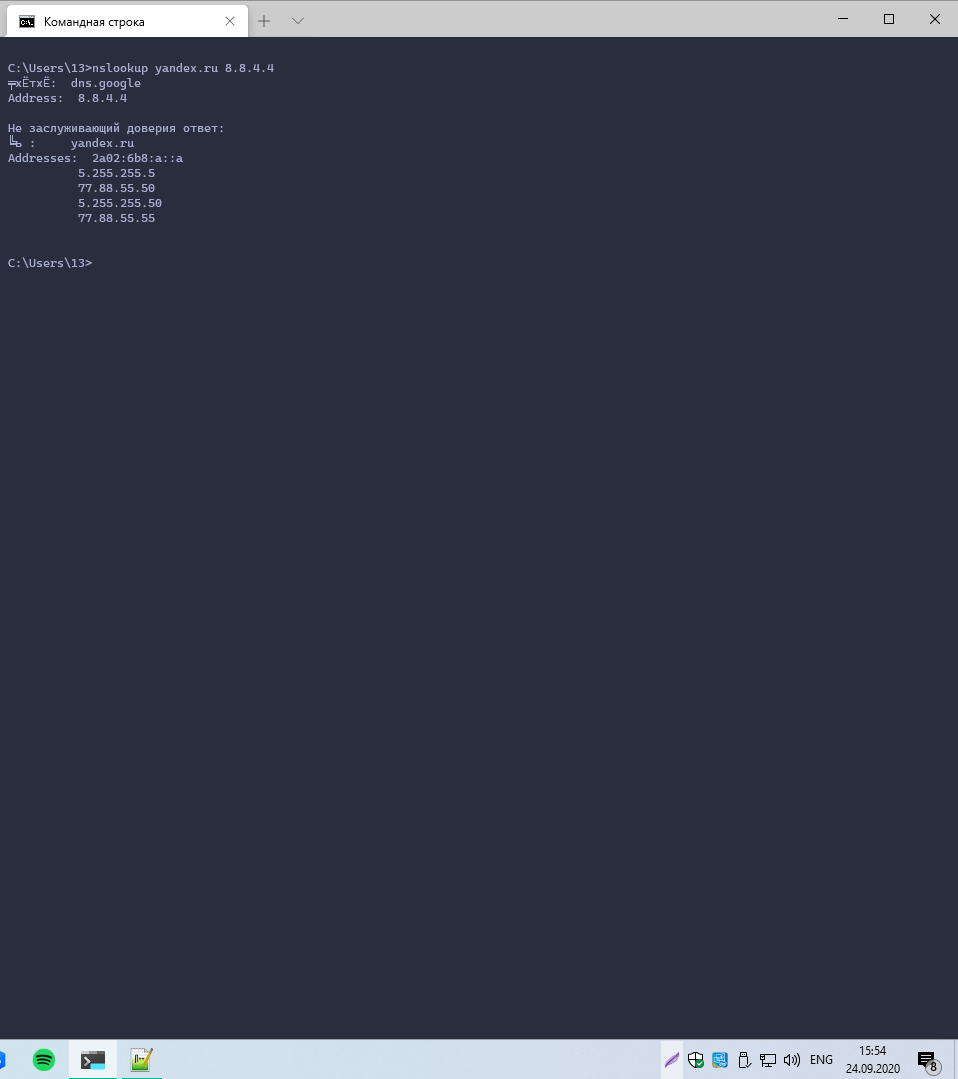 Командная строка
C:\Users\13>nslookup yandex.ru 8.8.4.4
╤хЁтхЁ:  dns.google
Address:  8.8.4.4
Не заслуживающий доверия ответ:
╚ь :     yandex.ru
Addresses:  2a02:6b8:a::a
5.255.255.5
77.88.55.50
5.255.255.50
77.88.55.55
C:\Users\13>
ENG
15:54
24.09.2020
8